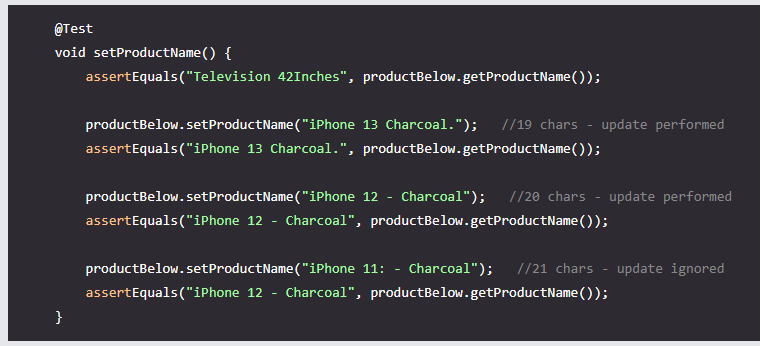 @Test
void setProductName() {
assertEquals("Television 42Inches", productBelow.getProductName());
productBelow.setProductName("iPhone 13 Charcoal."); //19 chars - update performed
assertEquals("iPhone 13 Charcoal.", productBelow.getProductName());
productBelow.setProductName("iPhone 12 - Charcoal"); //20 chars - update performed
assertEquals("iPhone 12 - Charcoal", productBelow.getProductName());
productBelow.setProductName("iPhone 11: - Charcoal"); //21 chars - update ignored
assertEquals("iPhone 12 - Charcoal", productBelow.getProductName());
}